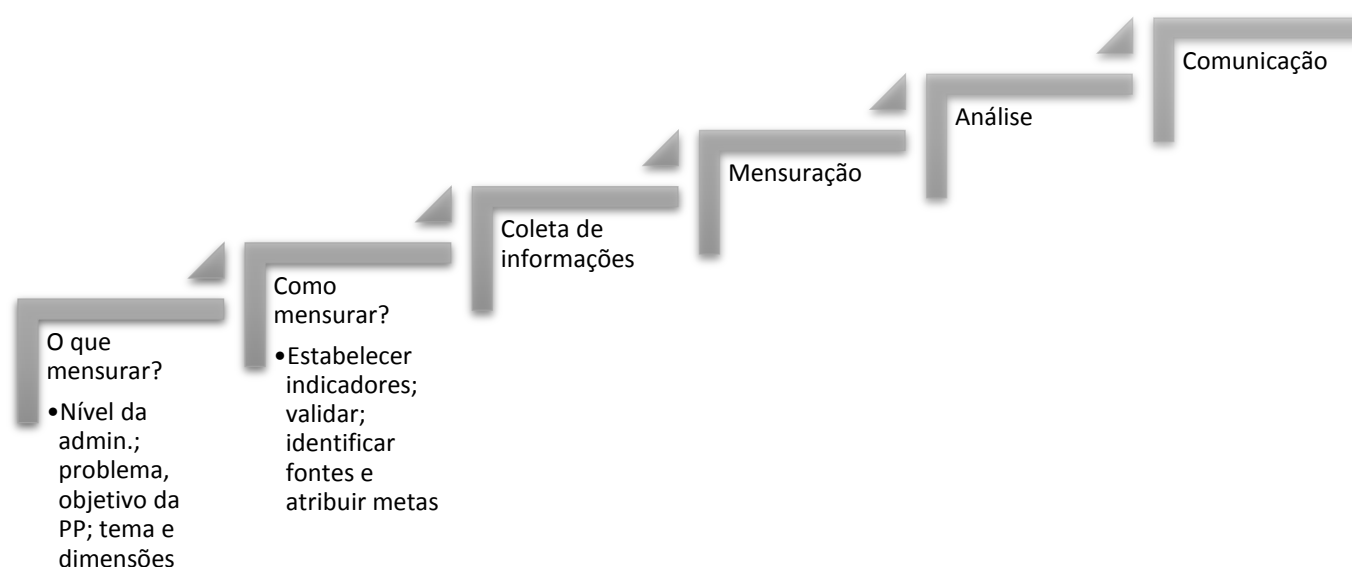 O que
mensurar?
•Nível da
admin.;
problema,
objetivo da
PP; tema e
dimensões
Como
mensurar?
•Estabelecer
indicadores;
validar;
identificar
fontes e
atribuir metas
Coleta de
informações
Mensuração
Análise
Comunicação